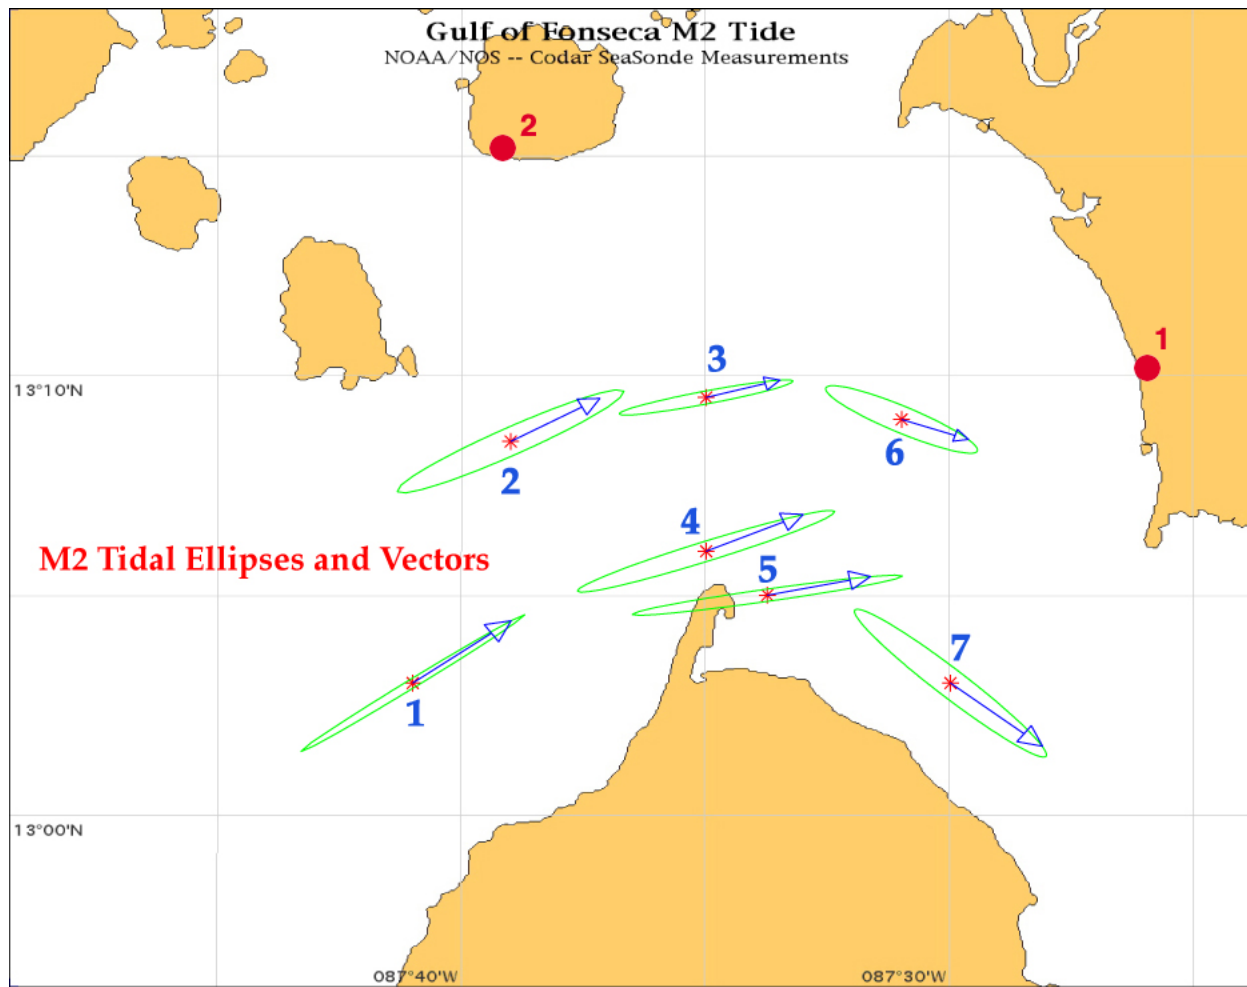 Gulf of Fonseca M2 Tide
NOAA/NOS -- Codar SeaSonde Measurements
2
1
13°10'N
3
2
6
4
M2 Tidal Ellipses and Vectors
5
7
1
13°00'N
087°40'W
087°30'W